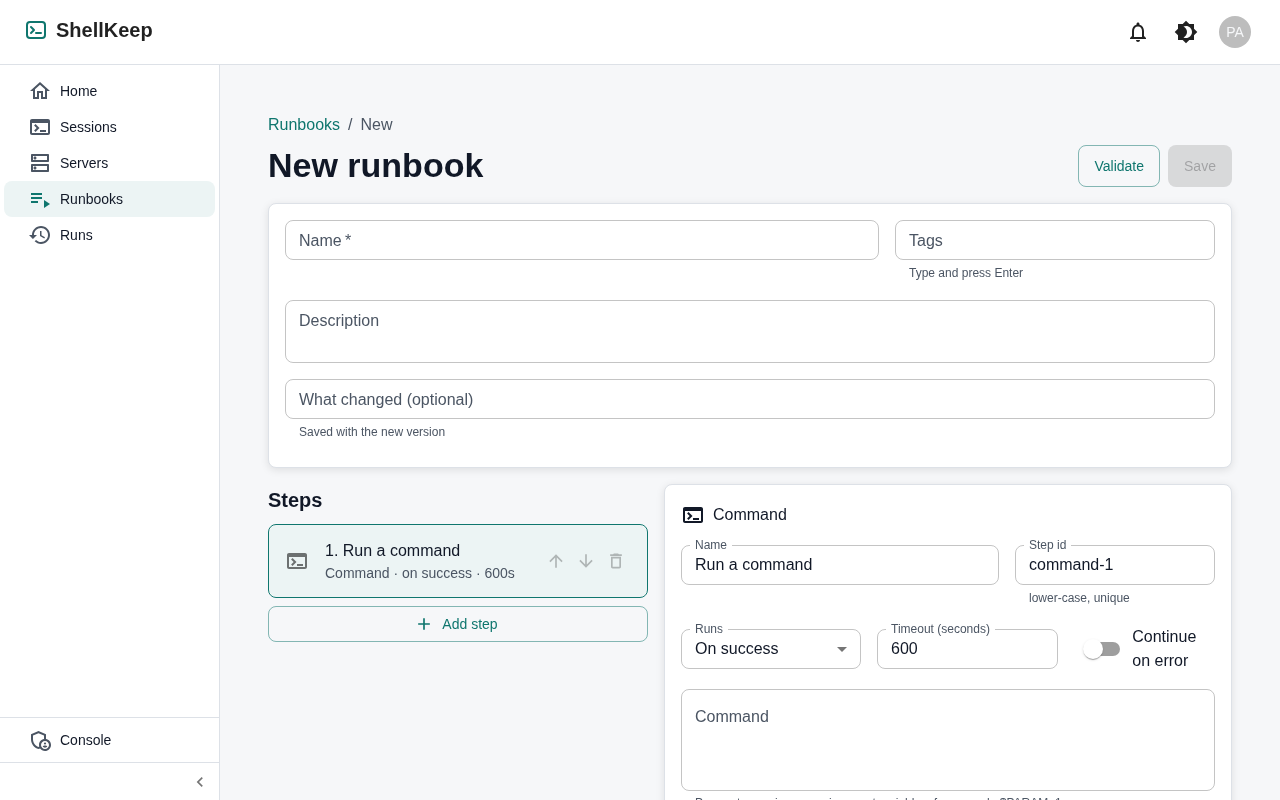 ShellKeep
PA
Home
Sessions
Servers
Runbooks
Runs
Console
Runbooks / New
New runbook
Validate
Save
Name *
Tags
Type and press Enter
Description
What changed (optional)
Saved with the new version
Steps
1. Run a command
Command · on success · 600s
Add step
Command
Name
Run a command
Step id
command-1
lower-case, unique
Runs
On success
Timeout (seconds)
600
Continue
on error
Command